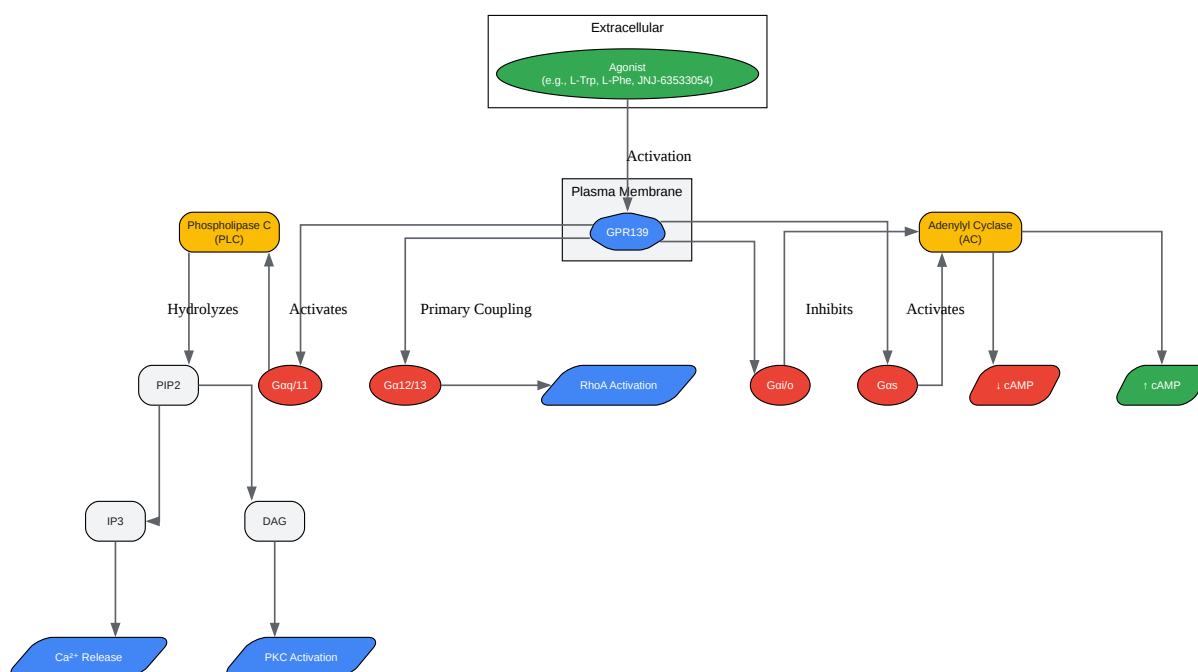 Extracellular
Agonist
(e.g., L-Trp, L-Phe, JNJ-63533054)
Activation
Plasma Membrane
GPR139
Phospholipase C
(PLC)
Adenylyl Cyclase
(AC)
Hydrolyzes
Activates
Primary Coupling
Inhibits
Activates
PIP2
Gαq/11
Gα12/13
RhoA Activation
Gαi/o
Gαs
↓ cAMP
↑ cAMP
IP3
DAG
Ca²⁺ Release
PKC Activation